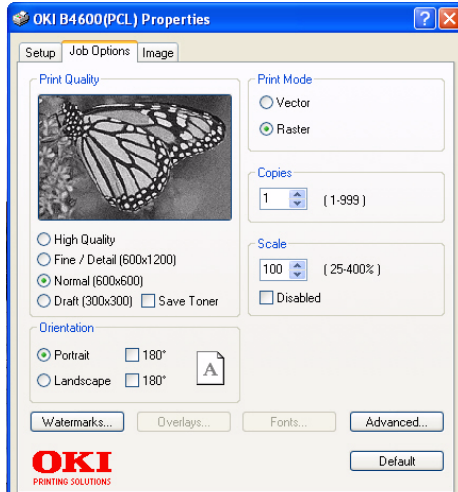 OKI B4600(PCL) Properties
Setup
Job Options
Image
Print Quality
High Quality
Fine / Detail (600x1200)
Normal (600x600)
Draft (300x300)
Save Toner
Orientation
Portrait
180°
Landscape
180°
A
Print Mode
Vector
Raster
Copies
1
( 1-999 )
Scale
100
( 25-400% )
Disabled
Watermarks...
Overlays...
Fonts...
Advanced...
OKI
PRINTING SOLUTIONS
Default